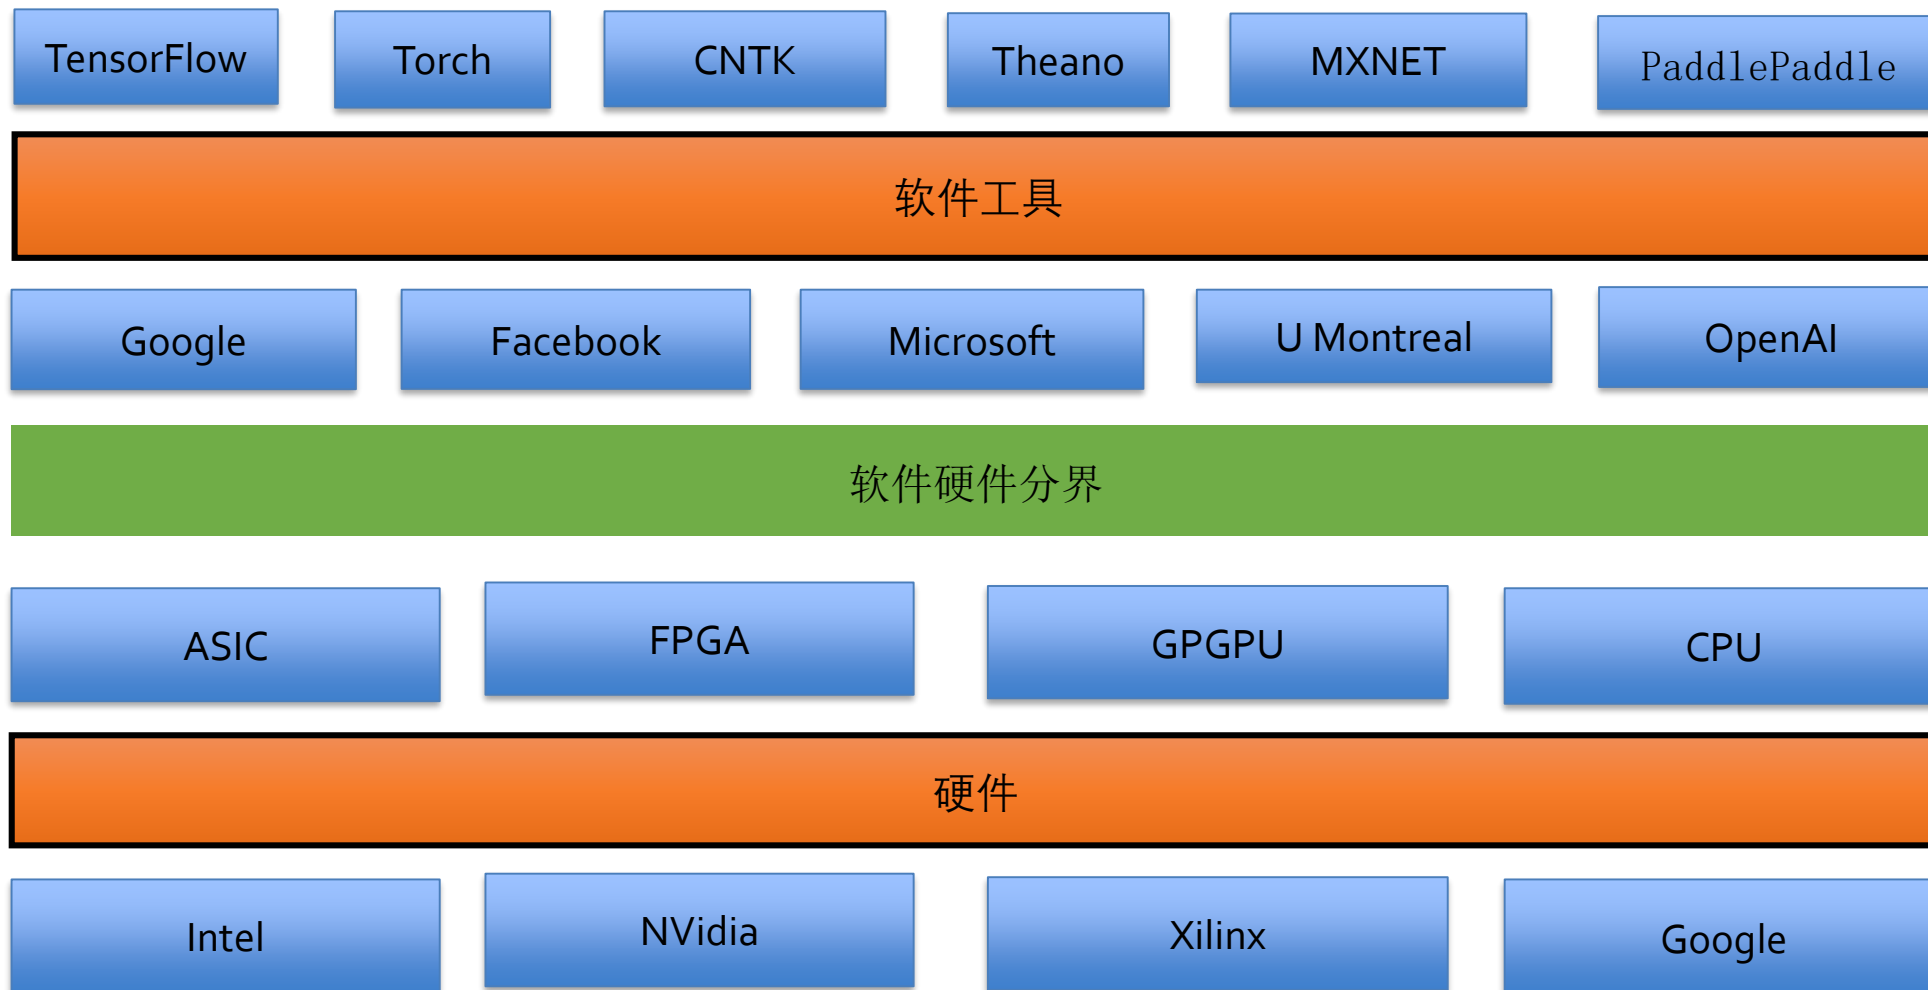 TensorFlow
Torch
CNTK
Theano
MXNET
PaddlePaddle
软件工具
Google
Facebook
Microsoft
U Montreal
OpenAI
软件硬件分界
ASIC
FPGA
GPGPU
CPU
硬件
Intel
NVidia
Xilinx
Google